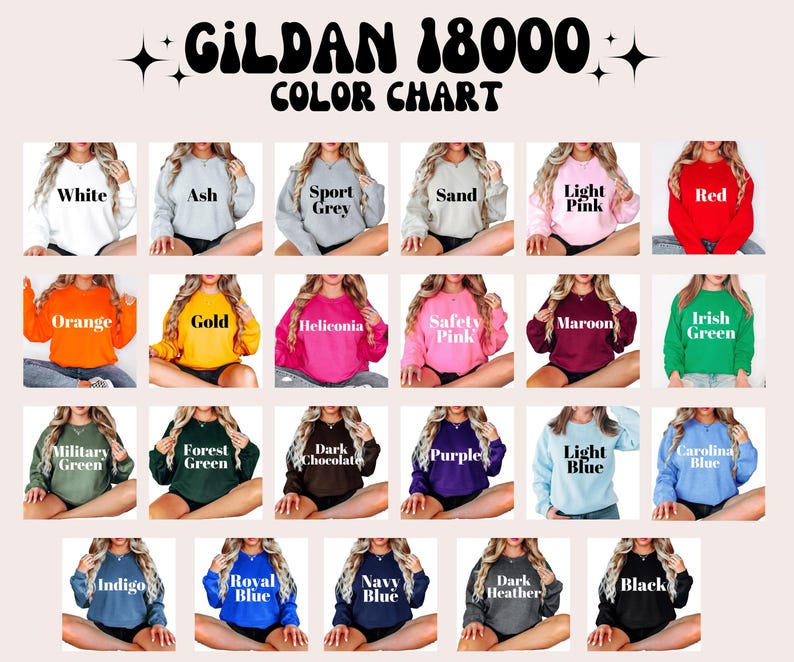 GiLDAN 18000
COLOR CHART
White
Ash
Sport
Grey
Sand
Light
Pink
Red
Orange
Gold
Heliconia
Safety
Pink
Maroon
Irish
Green
Military
Green
Forest
Green
Dark
Chocolate
Purple
Light
Blue
Carolina
Blue
Indigo
Royal
Blue
Navy
Blue
Dark
Heather
Black